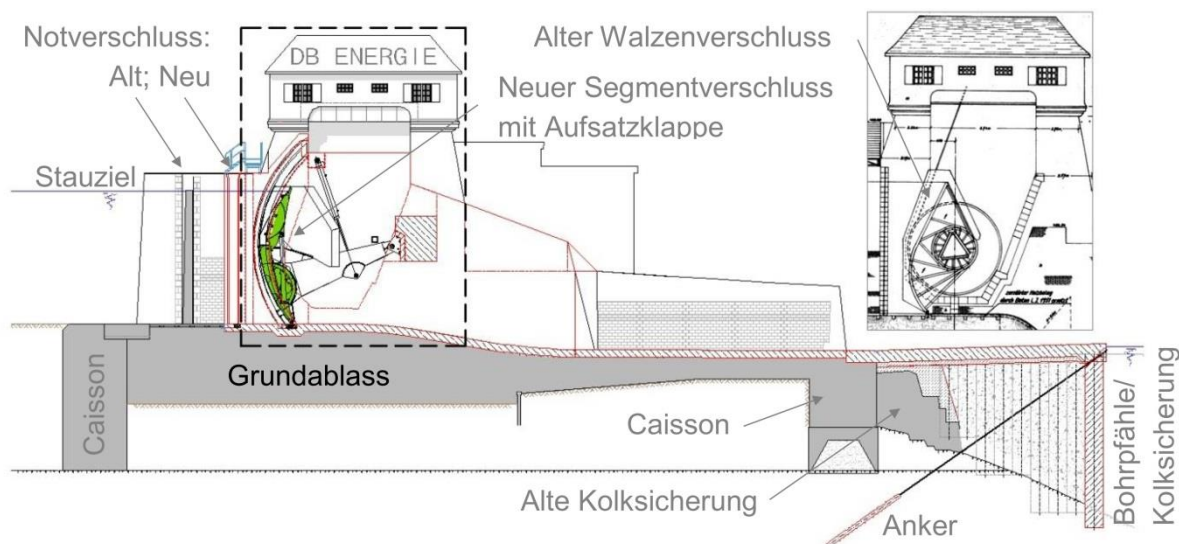 Notverschluss:
Alt; Neu
DB ENERGIE
Neuer Segmentverschluss
mit Aufsatzklappe
Alter Walzenverschluss
Stauziel
Grundablass
Caisson
Caisson
Alte Kolksicherung
Anker
Bohrpfähle/
Kolksicherung